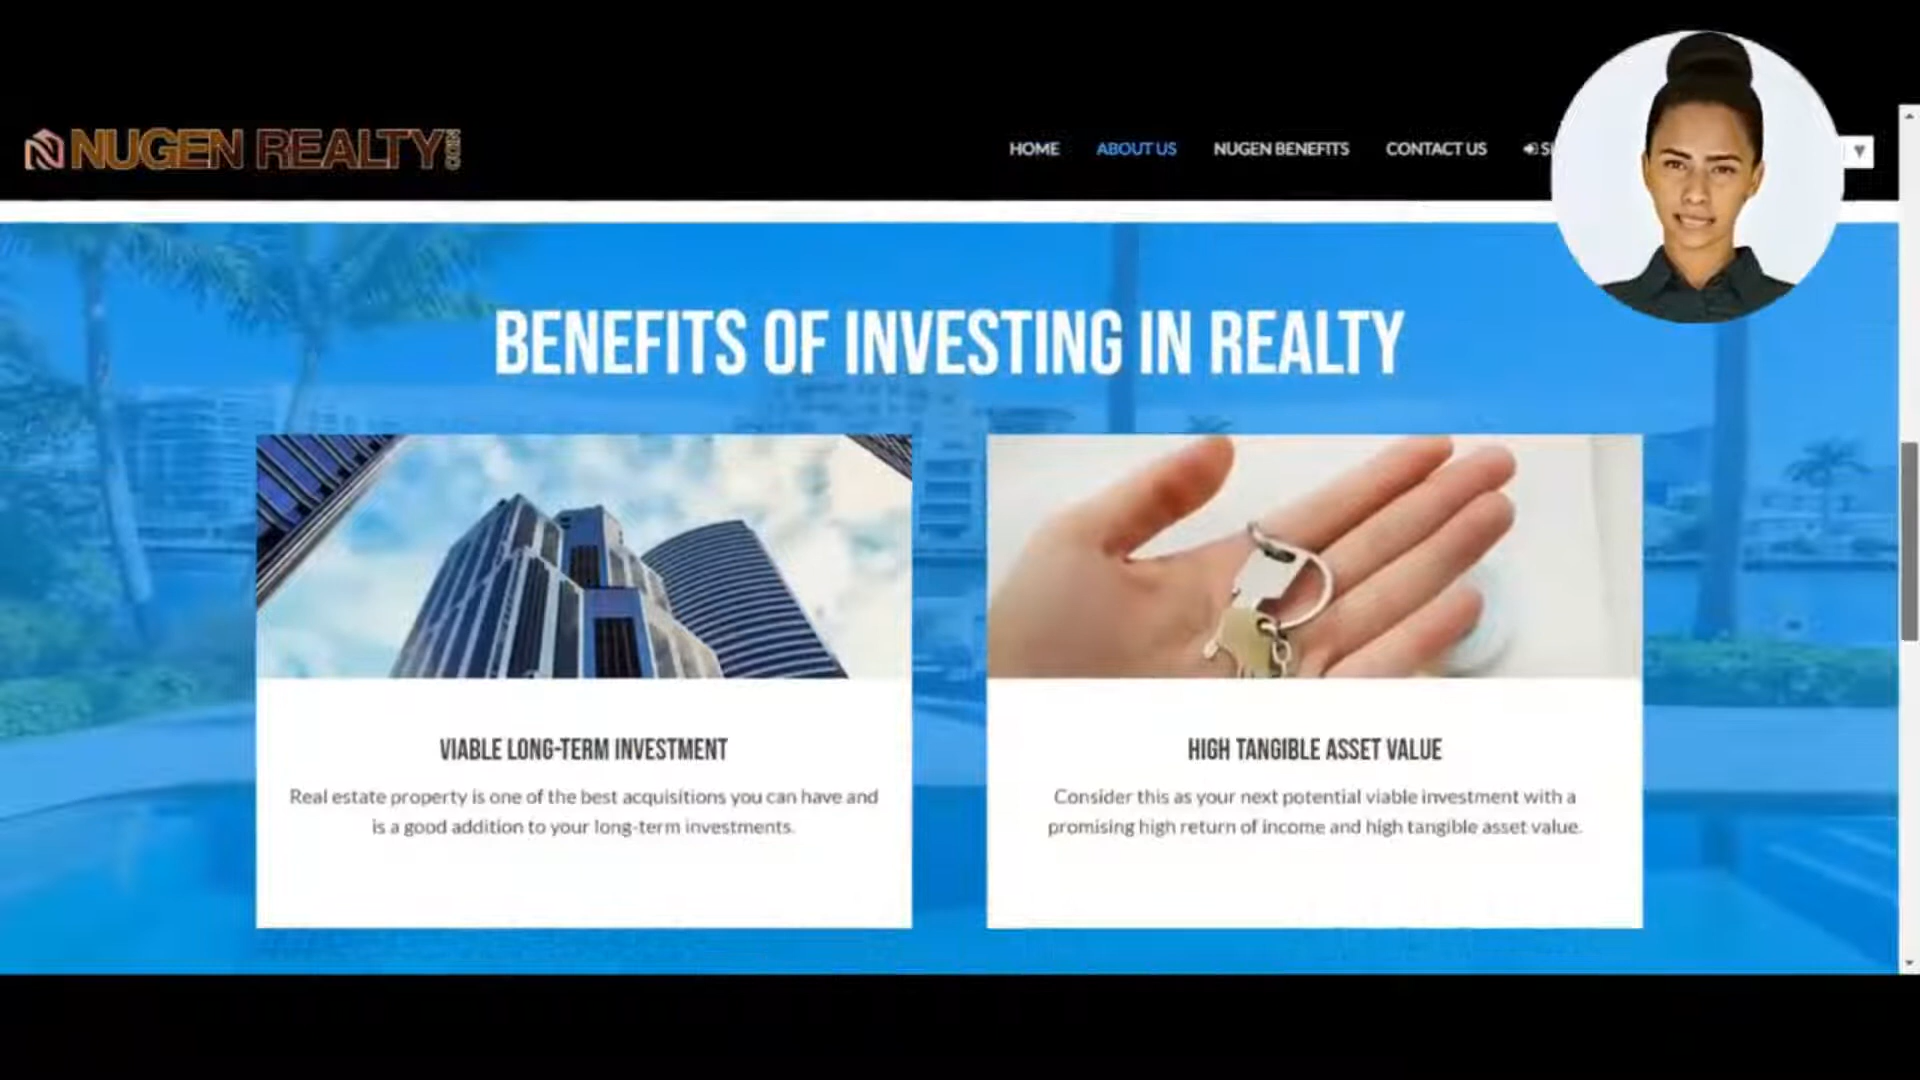 NUGEN REALTY COIN
HOME ABOUT US NUGEN BENEFITS CONTACT US
BENEFITS OF INVESTING IN REALTY
VIABLE LONG-TERM INVESTMENT
Real estate property is one of the best acquisitions you can have and
is a good addition to your long-term investments.
HIGH TANGIBLE ASSET VALUE
Consider this as your next potential viable investment with a
promising high return of income and high tangible asset value.